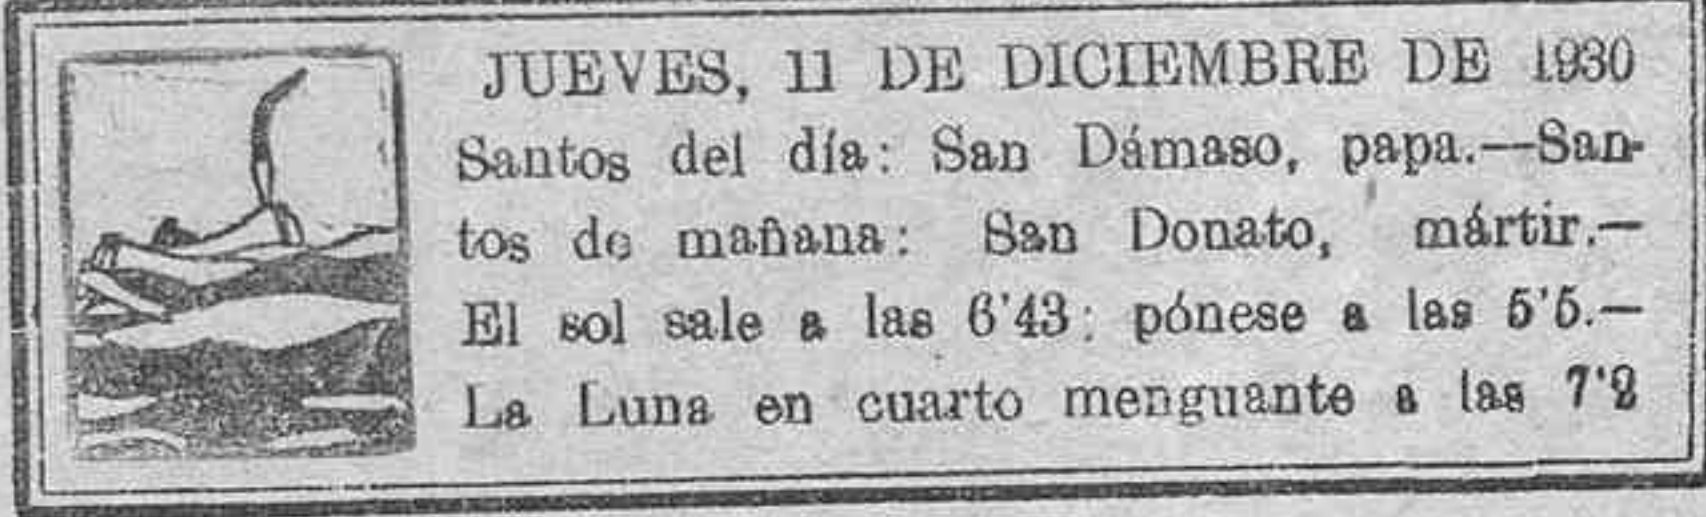 JUEVES, 11 DE DICIEMBRE DE 1930
Santos del día: San Dámaso, papa.—San-
tos de mañana: San Donato, mártir.—
El sol sale a las 6'43: pónese a las 5'5.—
La Luna en cuarto menguante a las 7'2